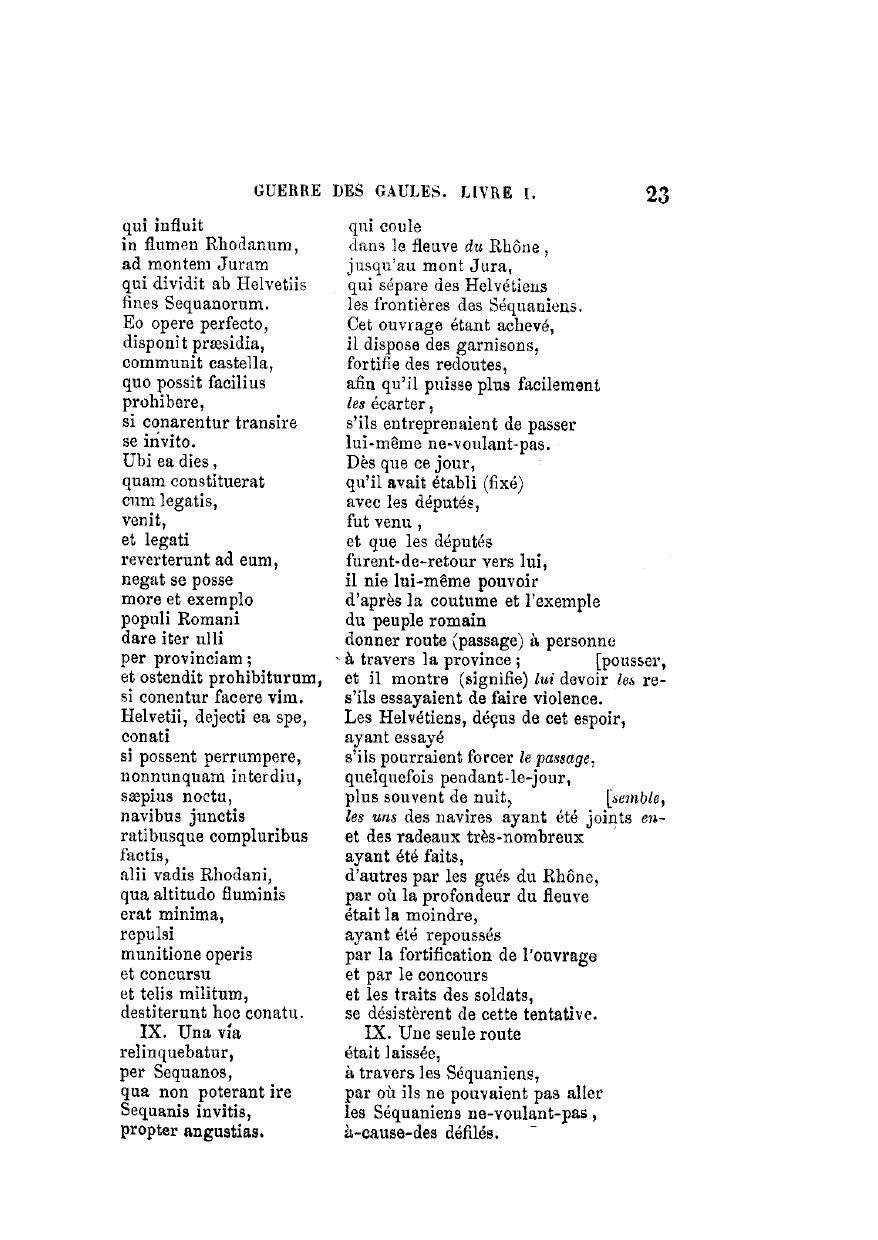 GUERRE DES GAULES. LIVRE I. 23
qui influit
in flumen Rhodanum,
ad montem Juram
qui dividit ab Helvetiis
fines Sequanorum.
Eo opere perfecto,
disponit præsidia,
communit castella,
quo possit facilius
prohibere,
si conarentur transire
se invito.
Ubi ea dies,
quam constituerat
cum legatis,
venit,
et legati
reverterunt ad eum,
negat se posse
more et exemplo
populi Romani
dare iter ulli
per provinciam ;
et ostendit prohibiturum,
si conentur facere vim.
Helvetii, dejecti ea spe,
conati
si possent perrumpere,
nonnunquam interdiu,
sæpius noctu,
navibus junctis
ratibusque compluribus
factis,
alii vadis Rhodani,
qua altitudo fluminis
erat minima,
repulsi
munitione operis
et concursu
et telis militum,
destiterunt hoc conatu.
IX. Una via
relinquebatur,
per Sequanos,
qua non poterant ire
Sequanis invitis,
propter angustias.
qui coule
dans le fleuve du Rhône,
jusqu'au mont Jura,
qui sépare des Helvétiens
les frontières des Séquaniens.
Cet ouvrage étant achevé,
il dispose des garnisons,
fortifie des redoutes,
afin qu'il puisse plus facilement
les écarter,
s'ils entreprenaient de passer
lui-même ne-voulant-pas.
Dès que ce jour,
qu'il avait établi (fixé)
avec les députés,
fut venu,
et que les députés
furent-de-retour vers lui,
il nie lui-même pouvoir
d'après la coutume et l'exemple
du peuple romain
donner route (passage) à personne
à travers la province ; [pousser,
et il montre (signifie) lui devoir les re-
s'ils essayaient de faire violence.
Les Helvétiens, déçus de cet espoir,
ayant essayé
s'ils pourraient forcer le passage,
quelquefois pendant-le-jour,
plus souvent de nuit, [semble,
les uns des navires ayant été joints en-
et des radeaux très-nombreux
ayant été faits,
d'autres par les gués du Rhône,
par où la profondeur du fleuve
était la moindre,
ayant été repoussés
par la fortification de l'ouvrage
et par le concours
et les traits des soldats,
se désistèrent de cette tentative.
IX. Une seule route
était laissée,
à travers les Séquaniens,
par où ils ne pouvaient pas aller
les Séquaniens ne-voulant-pas,
à-cause-des défilés.